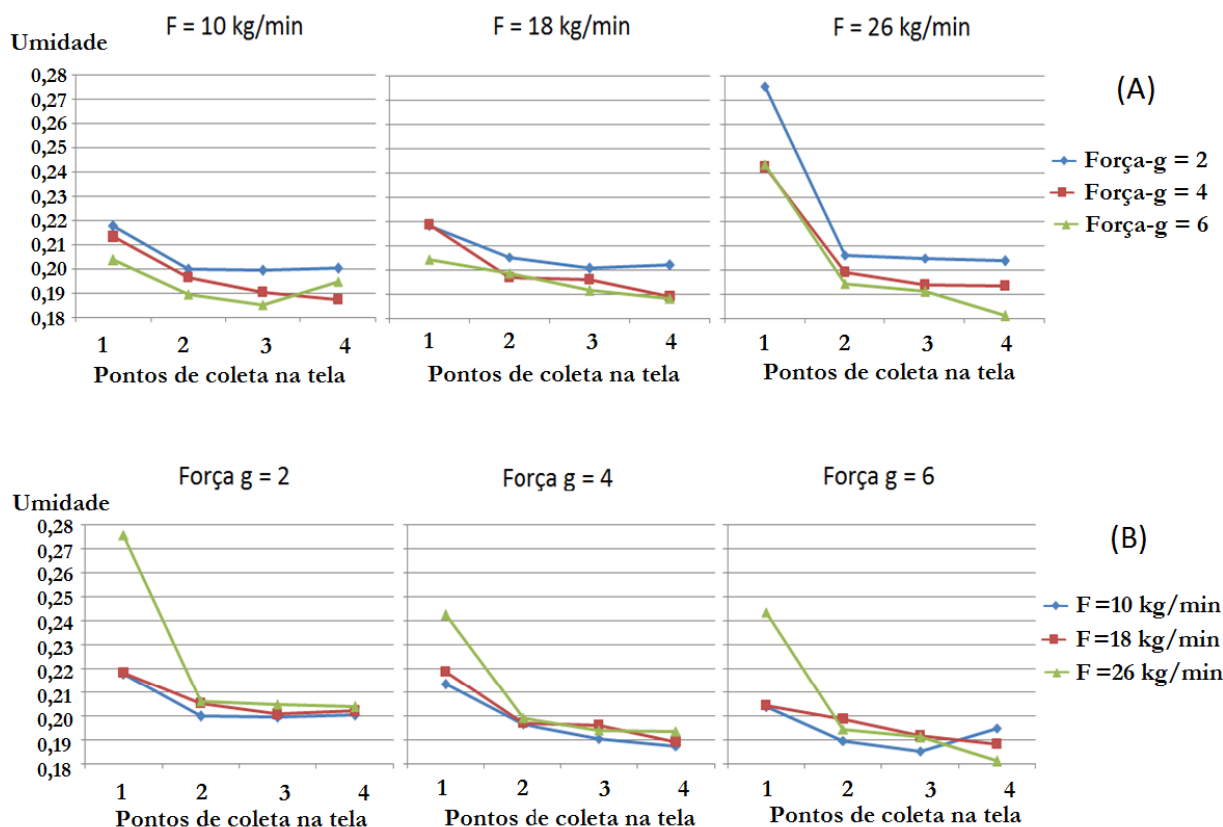 F = 10 kg/min
F = 18 kg/min
F = 26 kg/min
Umidade
0,28
0,27
0,26
0,25
0,24
0,23
0,22
0,21
0,20
0,19
0,18
(A)
Força-g = 2
Força-g = 4
Força-g = 6
1 2 3 4
1 2 3 4
1 2 3 4
Pontos de coleta na tela
Pontos de coleta na tela
Pontos de coleta na tela
Força g = 2
Força g = 4
Força g = 6
Umidade
0,28
0,27
0,26
0,25
0,24
0,23
0,22
0,21
0,20
0,19
0,18
(B)
F =10 kg/min
F=18 kg/min
F=26 kg/min
1 2 3 4
1 2 3 4
1 2 3 4
Pontos de coleta na tela
Pontos de coleta na tela
Pontos de coleta na tela